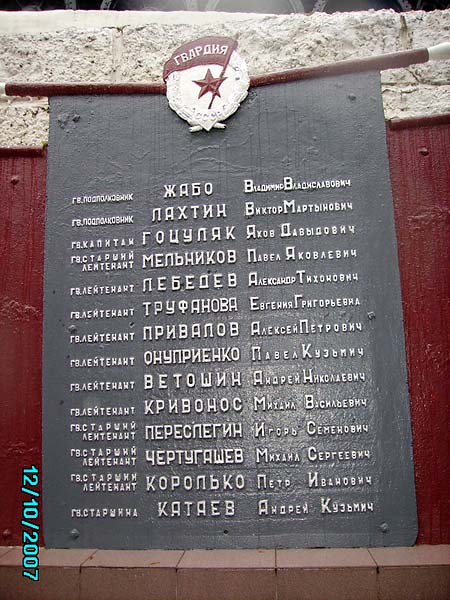 ГВАРДИЯ
ГВ.ПОДПОЛКОВНИК ЖАБО ВЛАДИМИР ВЛАДИСЛАВОВИЧ
ГВ.ПОДПОЛКОВНИК ЛАХТИН ВИКТОР МАРТЫНОВИЧ
ГВ.КАПИТАН ГОЦУЛЯК ЯКОВ ДАВЫДОВИЧ
ГВ.СТАРШИЙ ЛЕЙТЕНАНТ МЕЛЬНИКОВ ПАВЕЛ ЯКОВЛЕВИЧ
ГВ.ЛЕЙТЕНАНТ ЛЕБЕДЕВ АЛЕКСАНДР ТИХОНОВИЧ
ГВ.ЛЕЙТЕНАНТ ТРУФАНОВА ЕВГЕНИЯ ГРИГОРЬЕВНА
ГВ.ЛЕЙТЕНАНТ ПРИВАЛОВ АЛЕКСЕЙ ПЕТРОВИЧ
ГВ.ЛЕЙТЕНАНТ ОНУПРИЕНКО ПАВЕЛ КУЗЬМИЧ
ГВ.ЛЕЙТЕНАНТ ВЕТОШИН АНДРЕЙ НИКОЛАЕВИЧ
ГВ.ЛЕЙТЕНАНТ КРИВОНОС МИХАИЛ ВАСИЛЬЕВИЧ
ГВ.СТАРШИЙ ЛЕЙТЕНАНТ ПЕРЕСЛЕГИН ИГОРЬ СЕМЕНОВИЧ
ГВ.СТАРШИЙ ЛЕЙТЕНАНТ ЧЕРТУГАШЕВ МИХАИЛ СЕРГЕЕВИЧ
ГВ.СТАРШИЙ ЛЕЙТЕНАНТ КОРОЛЬКО ПЕТР ИВАНОВИЧ
ГВ.СТАРШИНА КАТАЕВ АНДРЕЙ КУЗЬМИЧ
12/10/2007